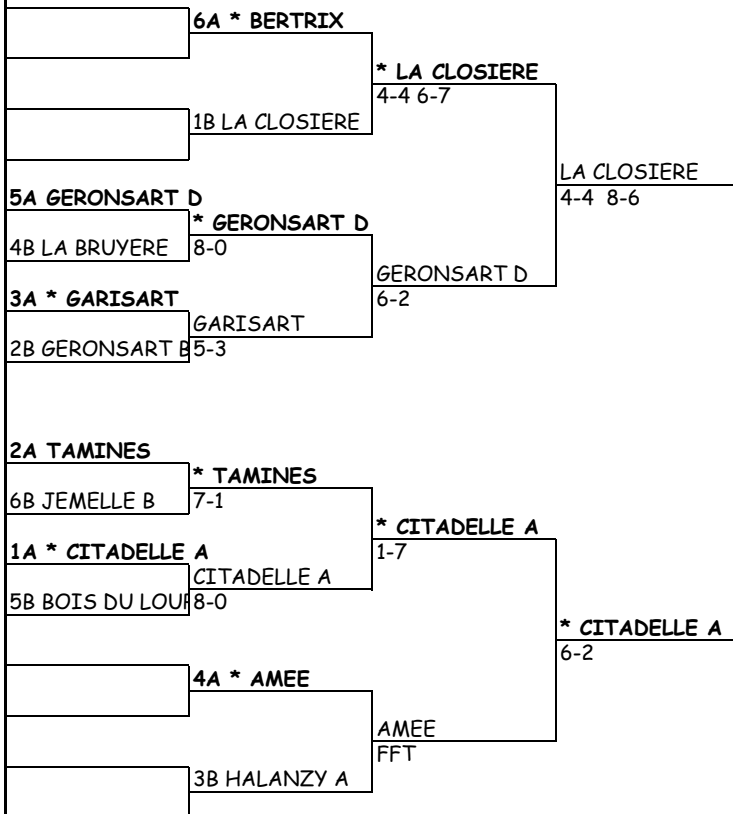 6A * BERTRIX
* LA CLOSIERE
4-4 6-7
1B LA CLOSIERE
LA CLOSIERE
4-4 8-6
5A GERONSART D
* GERONSART D
4B LA BRUYERE
8-0
GERONSART D
6-2
3A * GARISART
GARISART
2B GERONSART B
5-3
2A TAMINES
* TAMINES
6B JEMELLE B
7-1
* CITADELLE A
1-7
1A * CITADELLE A
CITADELLE A
5B BOIS DU LOUP
8-0
* CITADELLE A
6-2
4A * AMEE
AMEE
FFT
3B HALANZY A